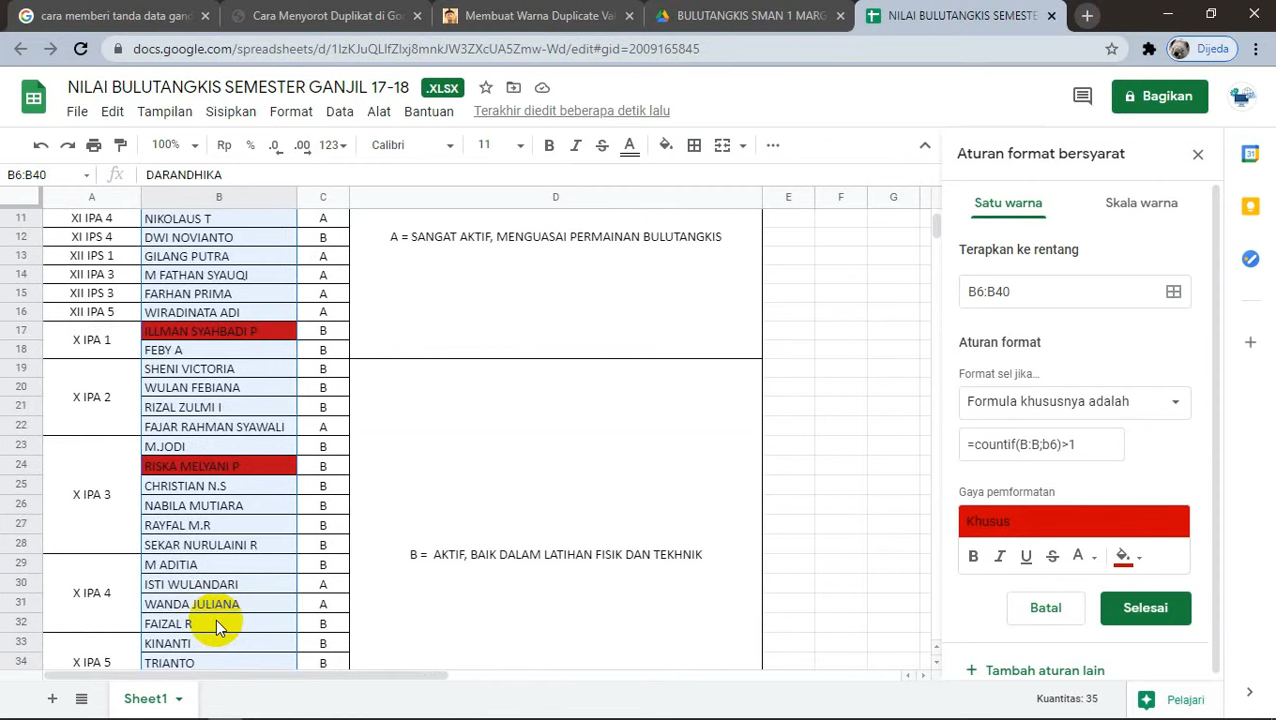 cara memberi tanda data gand
Cara Menyorot Duplikat di Go
Membuat Warna Duplicate Val
BULUTANGKIS SMAN 1 MARG
NILAI BULUTANGKIS SEMESTE
docs.google.com/spreadsheets/d/1IzKJuQLlfZlxj8mnkJW3ZXcUA5Zmw-Wd/edit#gid=2009165845
Dijeda
NILAI BULUTANGKIS SEMESTER GANJIL 17-18 .XLSX
File Edit Tampilan Sisipkan Format Data Alat Bantuan Terakhir diedit beberapa detik lalu
Bagikan
100% Rp % .0 .00 123 Calibri 11 B I S A
B6:B40 fx DARANDHIKA
A B C D E F G
11 XI IPA 4 NIKOLAUS T A
12 XI IPS 4 DWI NOVIANTO B A = SANGAT AKTIF, MENGUASAI PERMAINAN BULUTANGKIS
13 XII IPS 1 GILANG PUTRA A
14 XII IPA 3 M FATHAN SYAUQI A
15 XII IPS 3 FARHAN PRIMA A
16 XII IPA 5 WIRADINATA ADI A
17 X IPA 1 ILLMAN SYAHBADI P B
18 FEBY A B
19 SHENI VICTORIA B
20 X IPA 2 WULAN FEBIANA B
21 RIZAL ZULMI I B
22 FAJAR RAHMAN SYAWALI A
23 M.JODI B
24 RISKA MELYANI P B
25 X IPA 3 CHRISTIAN N.S B
26 NABILA MUTIARA B
27 RAYFAL M.R B
28 SEKAR NURULAINI R B B = AKTIF, BAIK DALAM LATIHAN FISIK DAN TEKHNIK
29 M ADITIA B
30 X IPA 4 ISTI WULANDARI A
31 WANDA JULIANA A
32 FAIZAL R B
33 KINANTI B
34 X IPA 5 TRIANTO B
Aturan format bersyarat
Satu warna Skala warna
Terapkan ke rentang
B6:B40
Aturan format
Format sel jika...
Formula khususnya adalah
=countif(B:B;b6)>1
Gaya pemformatan
Khusus
B I U S A
Batal Selesai
+ Tambah aturan lain
Sheet1
Kuantitas: 35
Pelajari